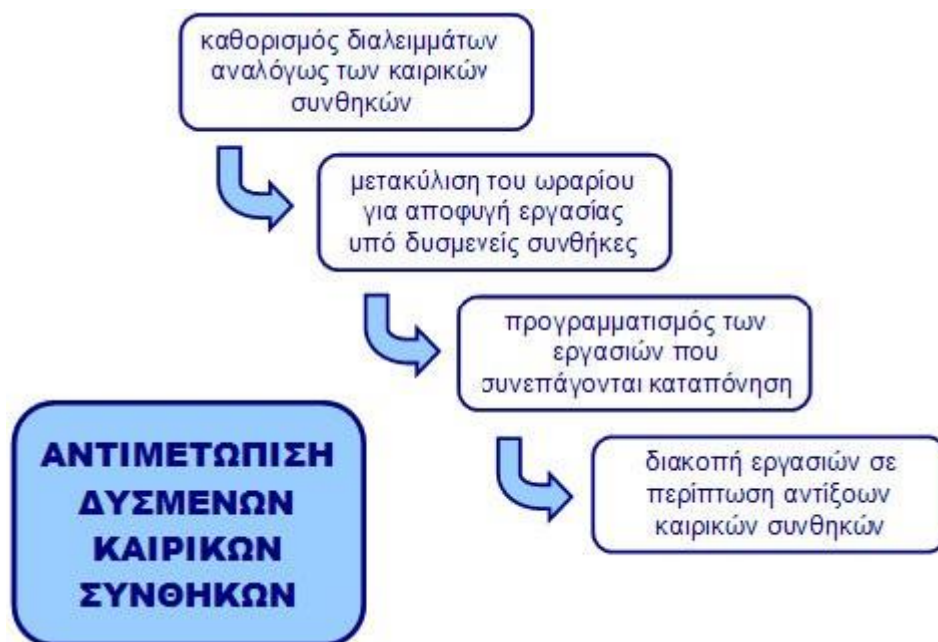 καθορισμός διαλειμμάτων
αναλόγως των καιρικών
συνθηκών
μετακύλιση του ωραρίου
για αποφυγή εργασίας
υπό δυσμενείς συνθήκες
προγραμματισμός των
εργασιών που
συνεπάγονται καταπόνηση
διακοπή εργασιών σε
περίπτωση αντίξοων
καιρικών συνθηκών
ΑΝΤΙΜΕΤΩΠΙΣΗ
ΔΥΣΜΕΝΩΝ
ΚΑΙΡΙΚΩΝ
ΣΥΝΘΗΚΩΝ